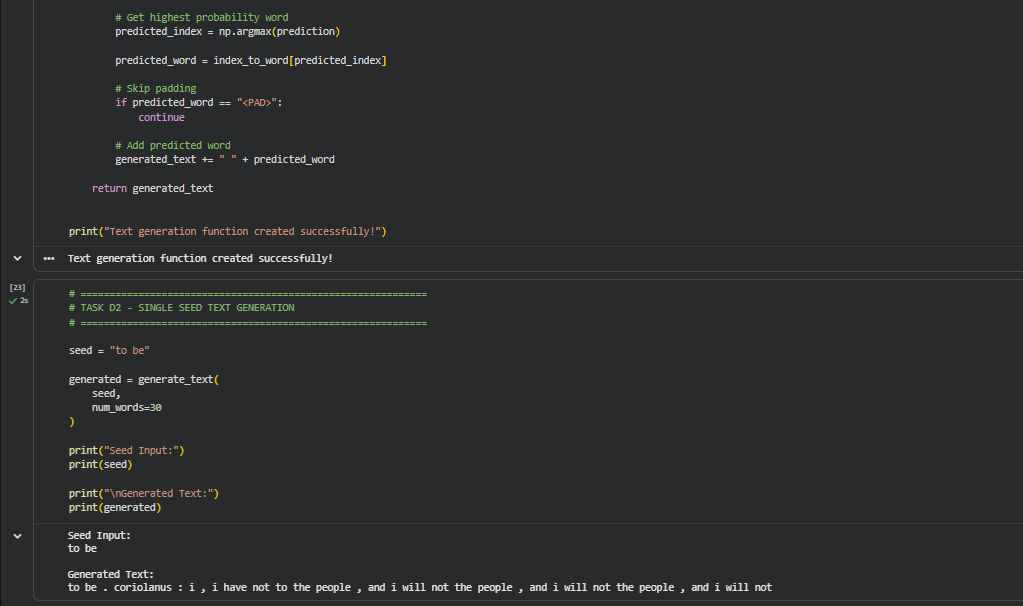 # Get highest probability word
predicted_index = np.argmax(prediction)
predicted_word = index_to_word[predicted_index]
# Skip padding
if predicted_word == "<PAD>":
continue
# Add predicted word
generated_text += " " + predicted_word
return generated_text
print("Text generation function created successfully!")
••• Text generation function created successfully!
[23]
2s
# ============================================================
# TASK D2 - SINGLE SEED TEXT GENERATION
# ============================================================
seed = "to be"
generated = generate_text(
seed,
num_words=30
)
print("Seed Input:")
print(seed)
print("\nGenerated Text:")
print(generated)
Seed Input:
to be
Generated Text:
to be . coriolanus : i , i have not to the people , and i will not the people , and i will not the people , and i will not